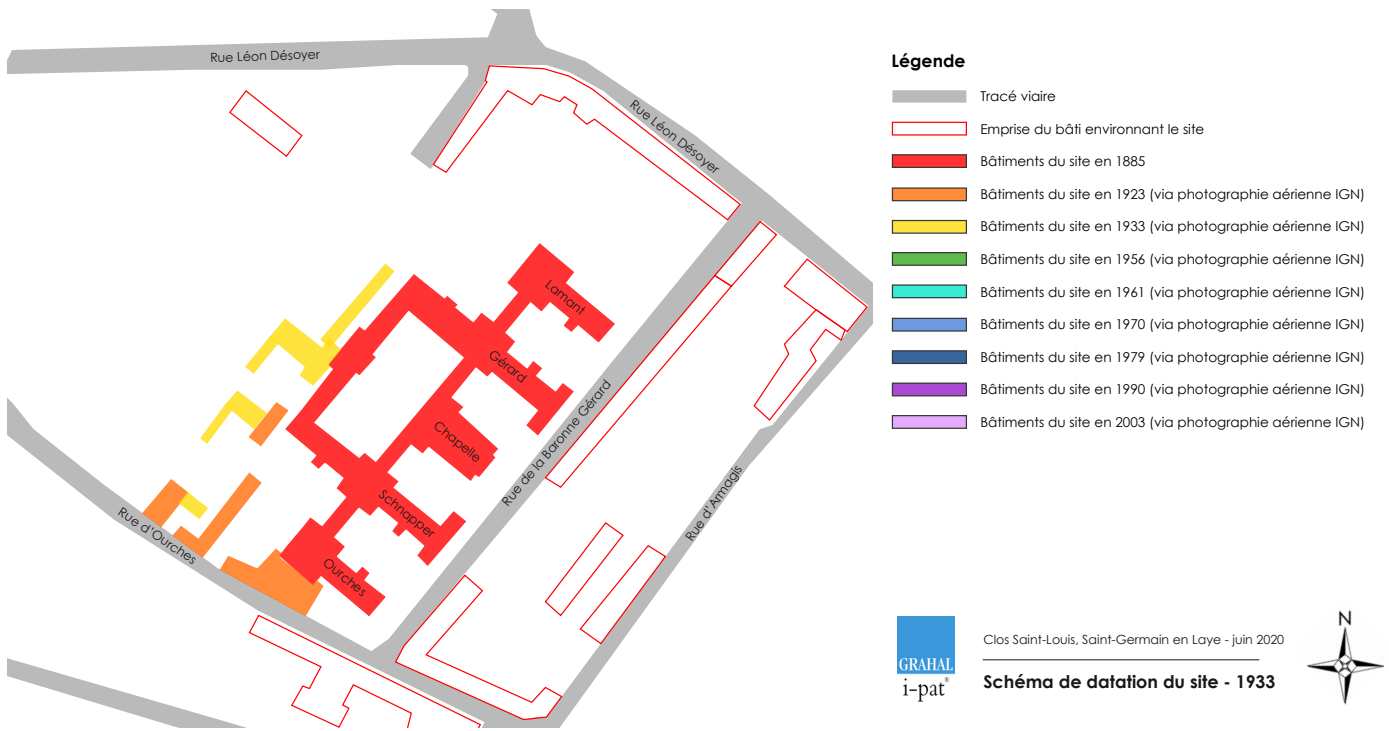 Rue Léon Désoyer
Rue Léon Désoyer
Lamant
Gérard
Chapelle
Schnapper
Ourches
Rue de la Baronne Gérard
Rue d'Armagis
Rue d'Ourches
Légende
Tracé viaire
Emprise du bâti environnant le site
Bâtiments du site en 1885
Bâtiments du site en 1923 (via photographie aérienne IGN)
Bâtiments du site en 1933 (via photographie aérienne IGN)
Bâtiments du site en 1956 (via photographie aérienne IGN)
Bâtiments du site en 1961 (via photographie aérienne IGN)
Bâtiments du site en 1970 (via photographie aérienne IGN)
Bâtiments du site en 1979 (via photographie aérienne IGN)
Bâtiments du site en 1990 (via photographie aérienne IGN)
Bâtiments du site en 2003 (via photographie aérienne IGN)
GRAHAL
i-pat®
Clos Saint-Louis, Saint-Germain en Laye - juin 2020
Schéma de datation du site - 1933
N